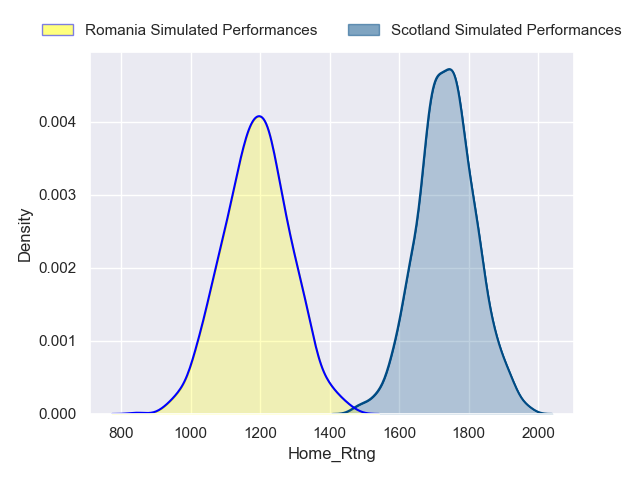 Romania Simulated Performances Scotland Simulated Performances
0.004
0.003
0.002
0.001
0.000
Density
800 1000 1200 1400 1600 1800 2000
Home_Rtng